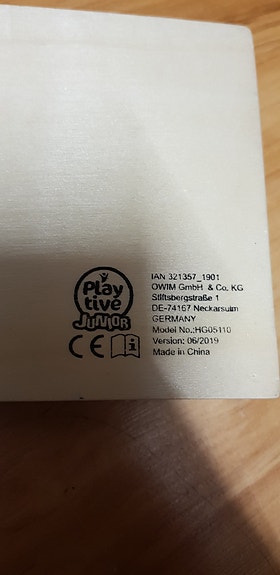 Play
tive
JUNIOR
IAN 321357_1901
OWIM GmbH & Co. KG
Stiftsbergstraße 1
DE-74167 Neckarsulm
GERMANY
Model No.:HG05110
Version: 06/2019
Made in China
CE
i